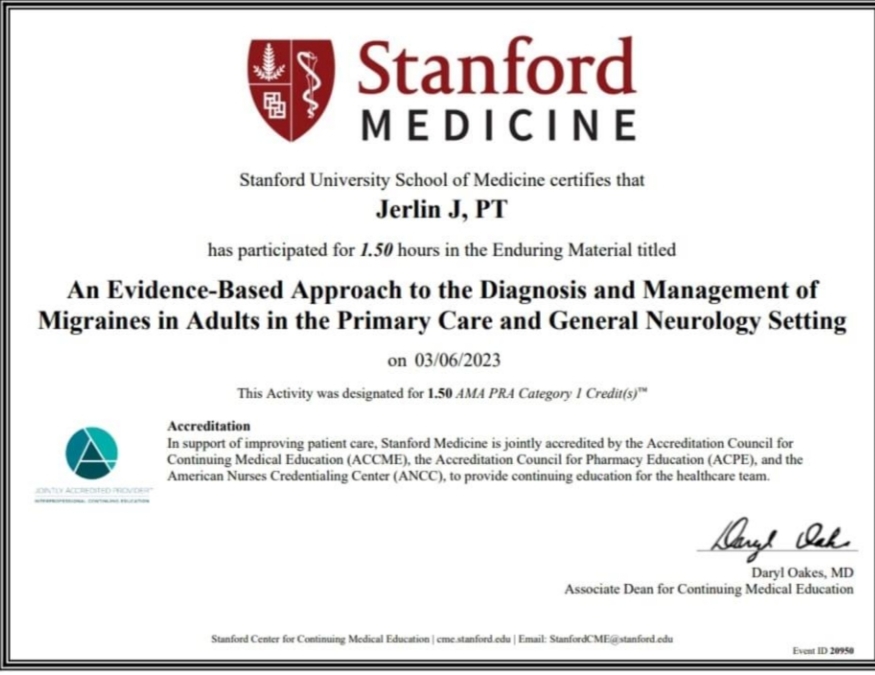 Stanford
MEDICINE
Stanford University School of Medicine certifies that
Jerlin J, PT
has participated for 1.50 hours in the Enduring Material titled
An Evidence-Based Approach to the Diagnosis and Management of
Migraines in Adults in the Primary Care and General Neurology Setting
on 03/06/2023
This Activity was designated for 1.50 AMA PRA Category 1 Credit(s)™
Accreditation
In support of improving patient care, Stanford Medicine is jointly accredited by the Accreditation Council for
Continuing Medical Education (ACCME), the Accreditation Council for Pharmacy Education (ACPE), and the
American Nurses Credentialing Center (ANCC), to provide continuing education for the healthcare team.
JOINTLY ACCREDITED PROVIDER™
INTERPROFESSIONAL CONTINUING EDUCATION
Daryl Oakes
Daryl Oakes, MD
Associate Dean for Continuing Medical Education
Stanford Center for Continuing Medical Education | cme.stanford.edu | Email: StanfordCME@stanford.edu
Event ID 20950